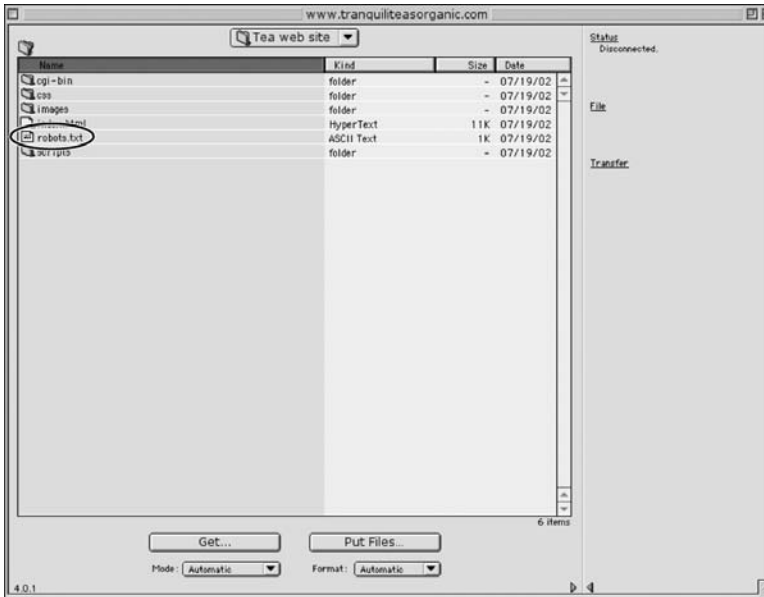 www.tranquiliteasorganic.com
Tea web site
Name Kind Size Date
cgi-bin folder - 07/19/02
css folder - 07/19/02
images folder - 07/19/02
index.html HyperText 11K 07/19/02
robots.txt ASCII Text 1K 07/19/02
scripts folder - 07/19/02
6 items
Get...
Put Files...
Mode: Automatic
Format: Automatic
4.0.1
Status
Disconnected.
File
Transfer